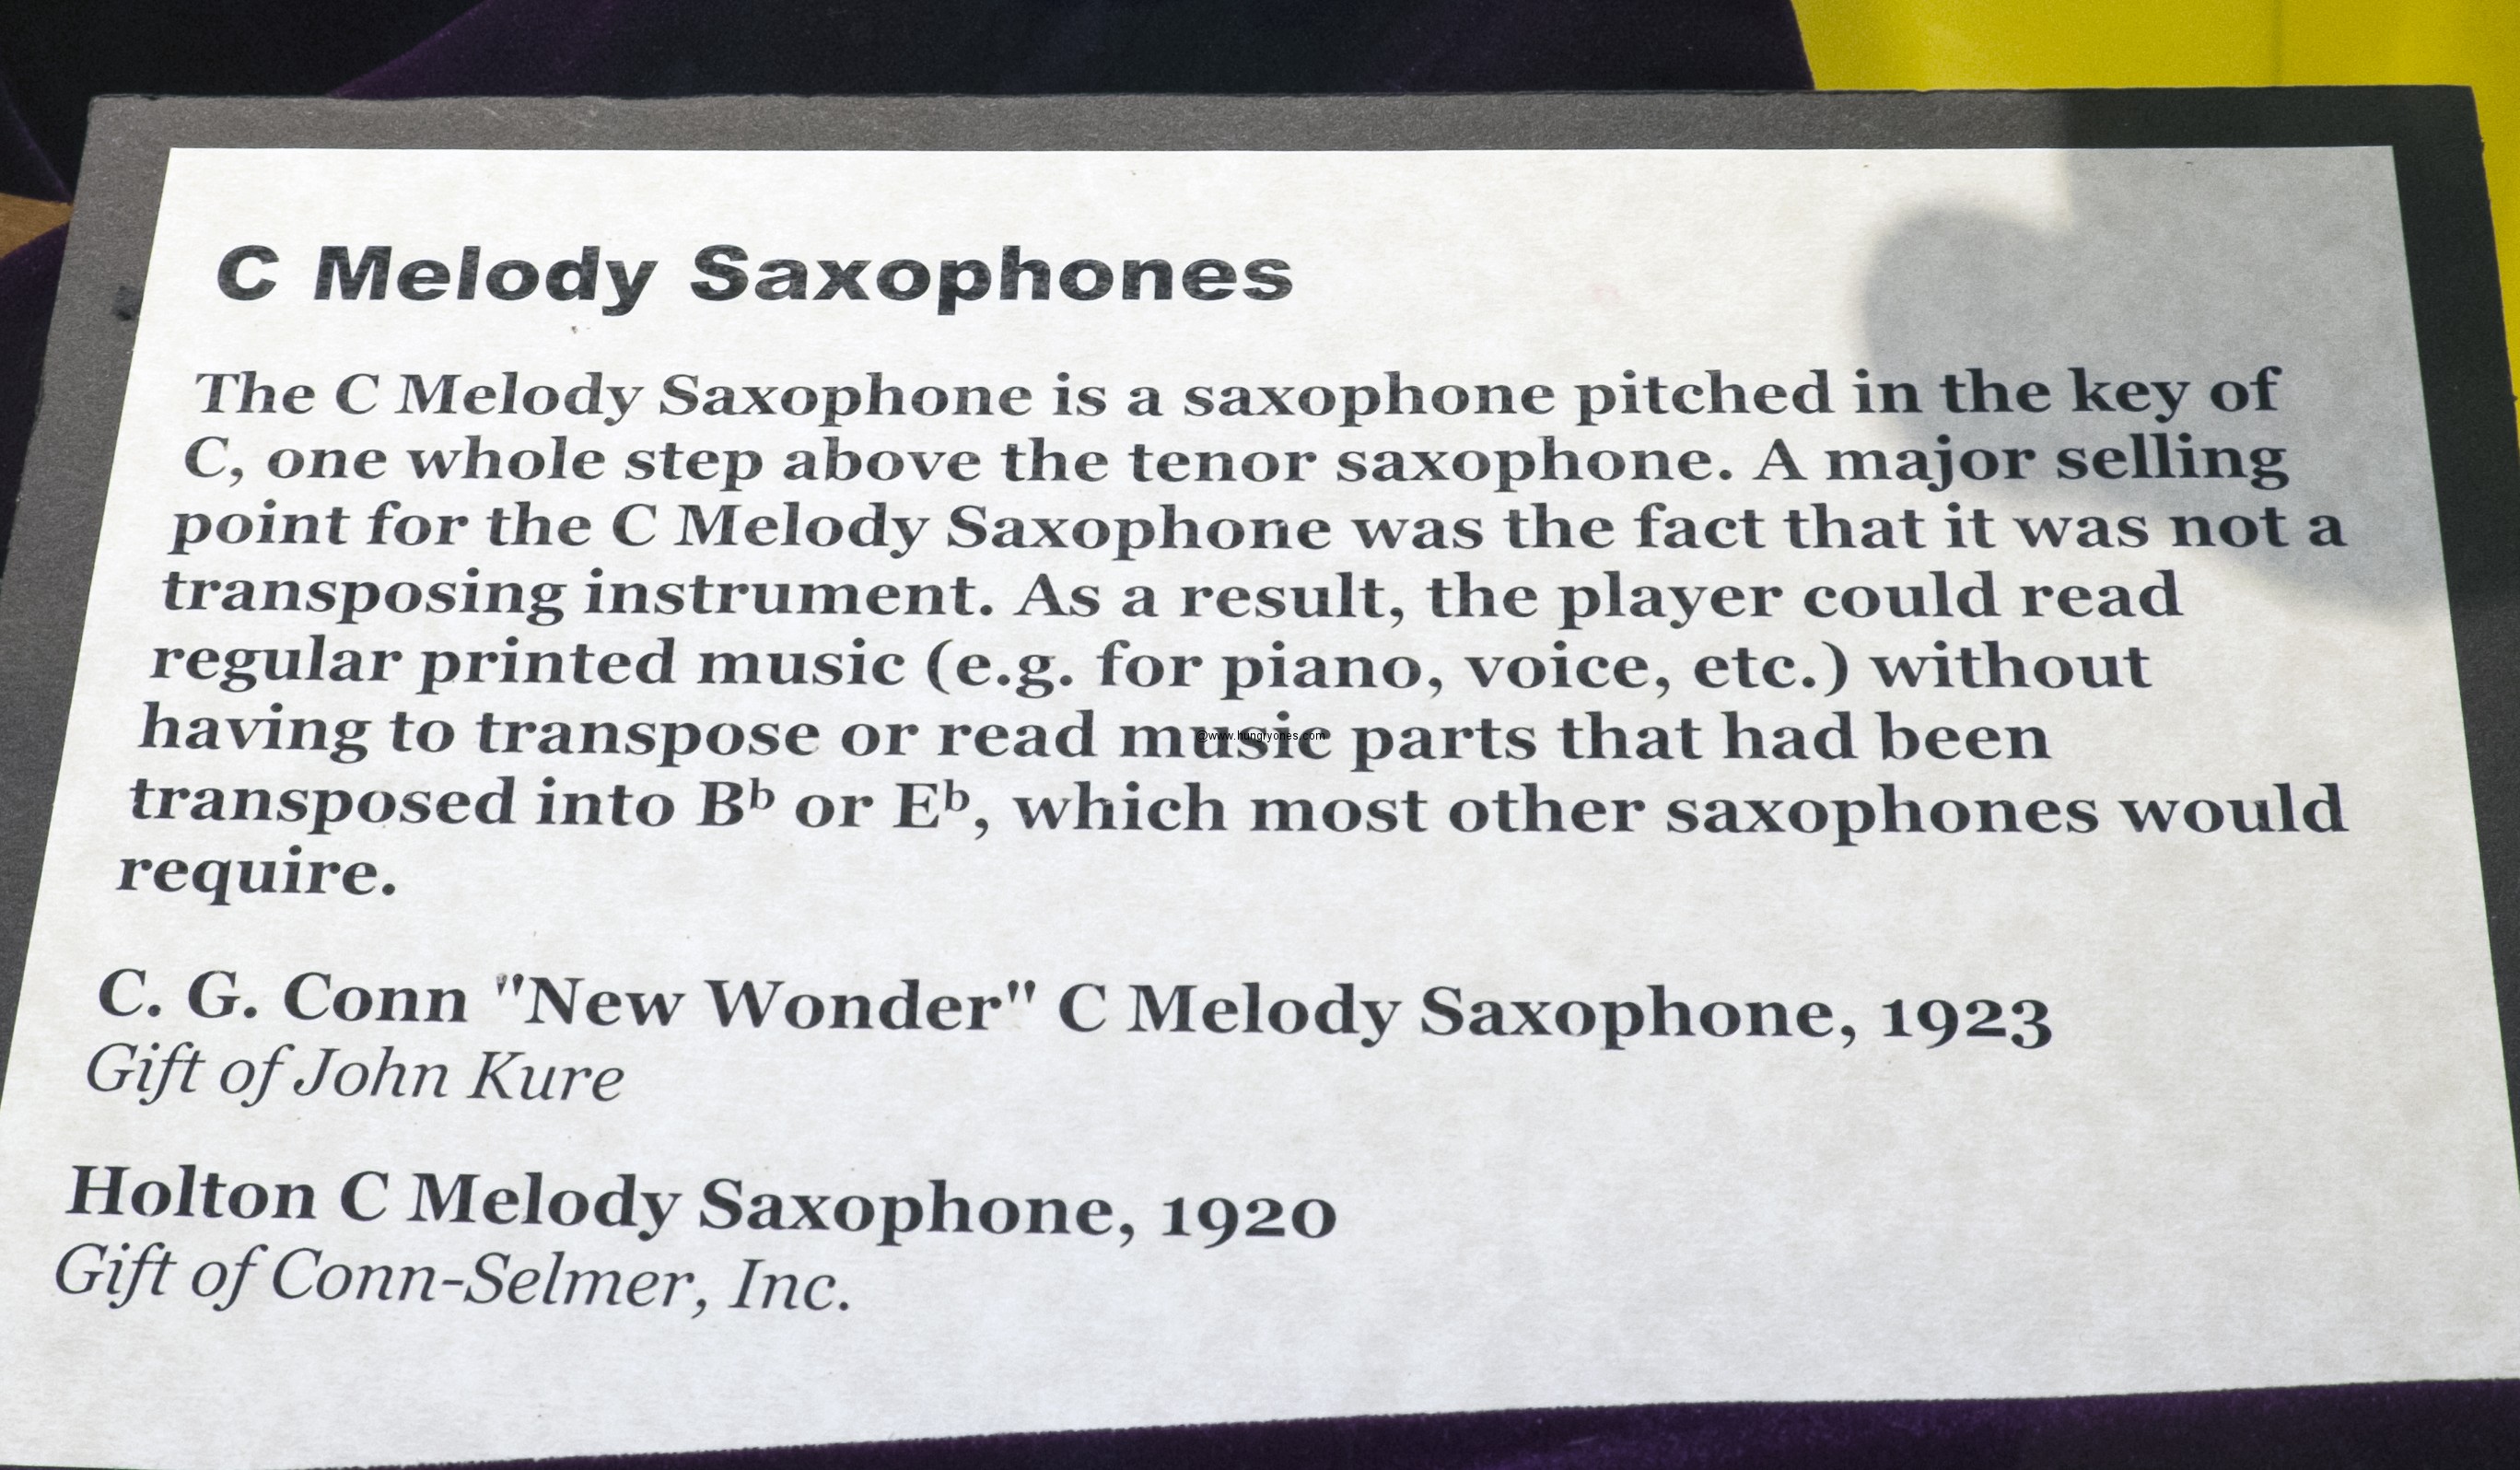 C Melody Saxophones
The C Melody Saxophone is a saxophone pitched in the key of
C, one whole step above the tenor saxophone. A major selling
point for the C Melody Saxophone was the fact that it was not a
transposing instrument. As a result, the player could read
regular printed music (e.g. for piano, voice, etc.) without
having to transpose or read music parts that had been
@www.hungryones.com
transposed into Bᵇ or Eᵇ, which most other saxophones would
require.
C. G. Conn "New Wonder" C Melody Saxophone, 1923
Gift of John Kure
Holton C Melody Saxophone, 1920
Gift of Conn-Selmer, Inc.